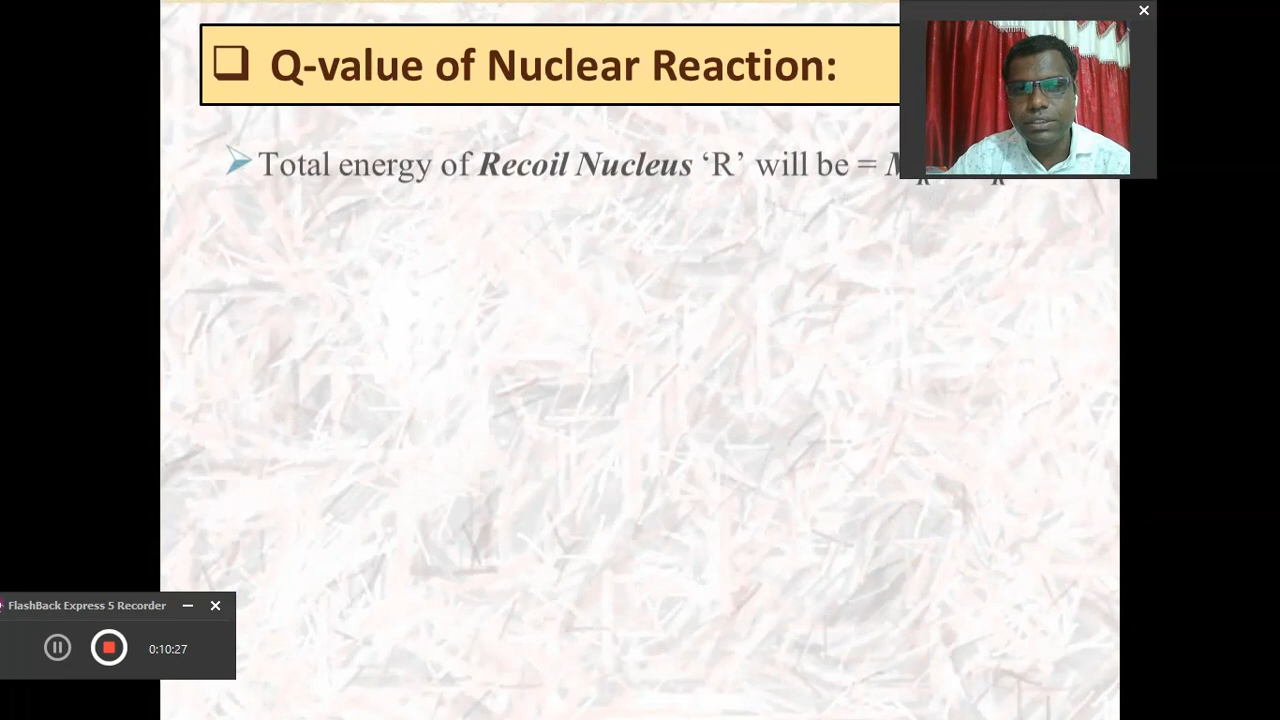 Q-value of Nuclear Reaction:
Total energy of Recoil Nucleus ‘R’ will be =
FlashBack Express 5 Recorder
0:10:27